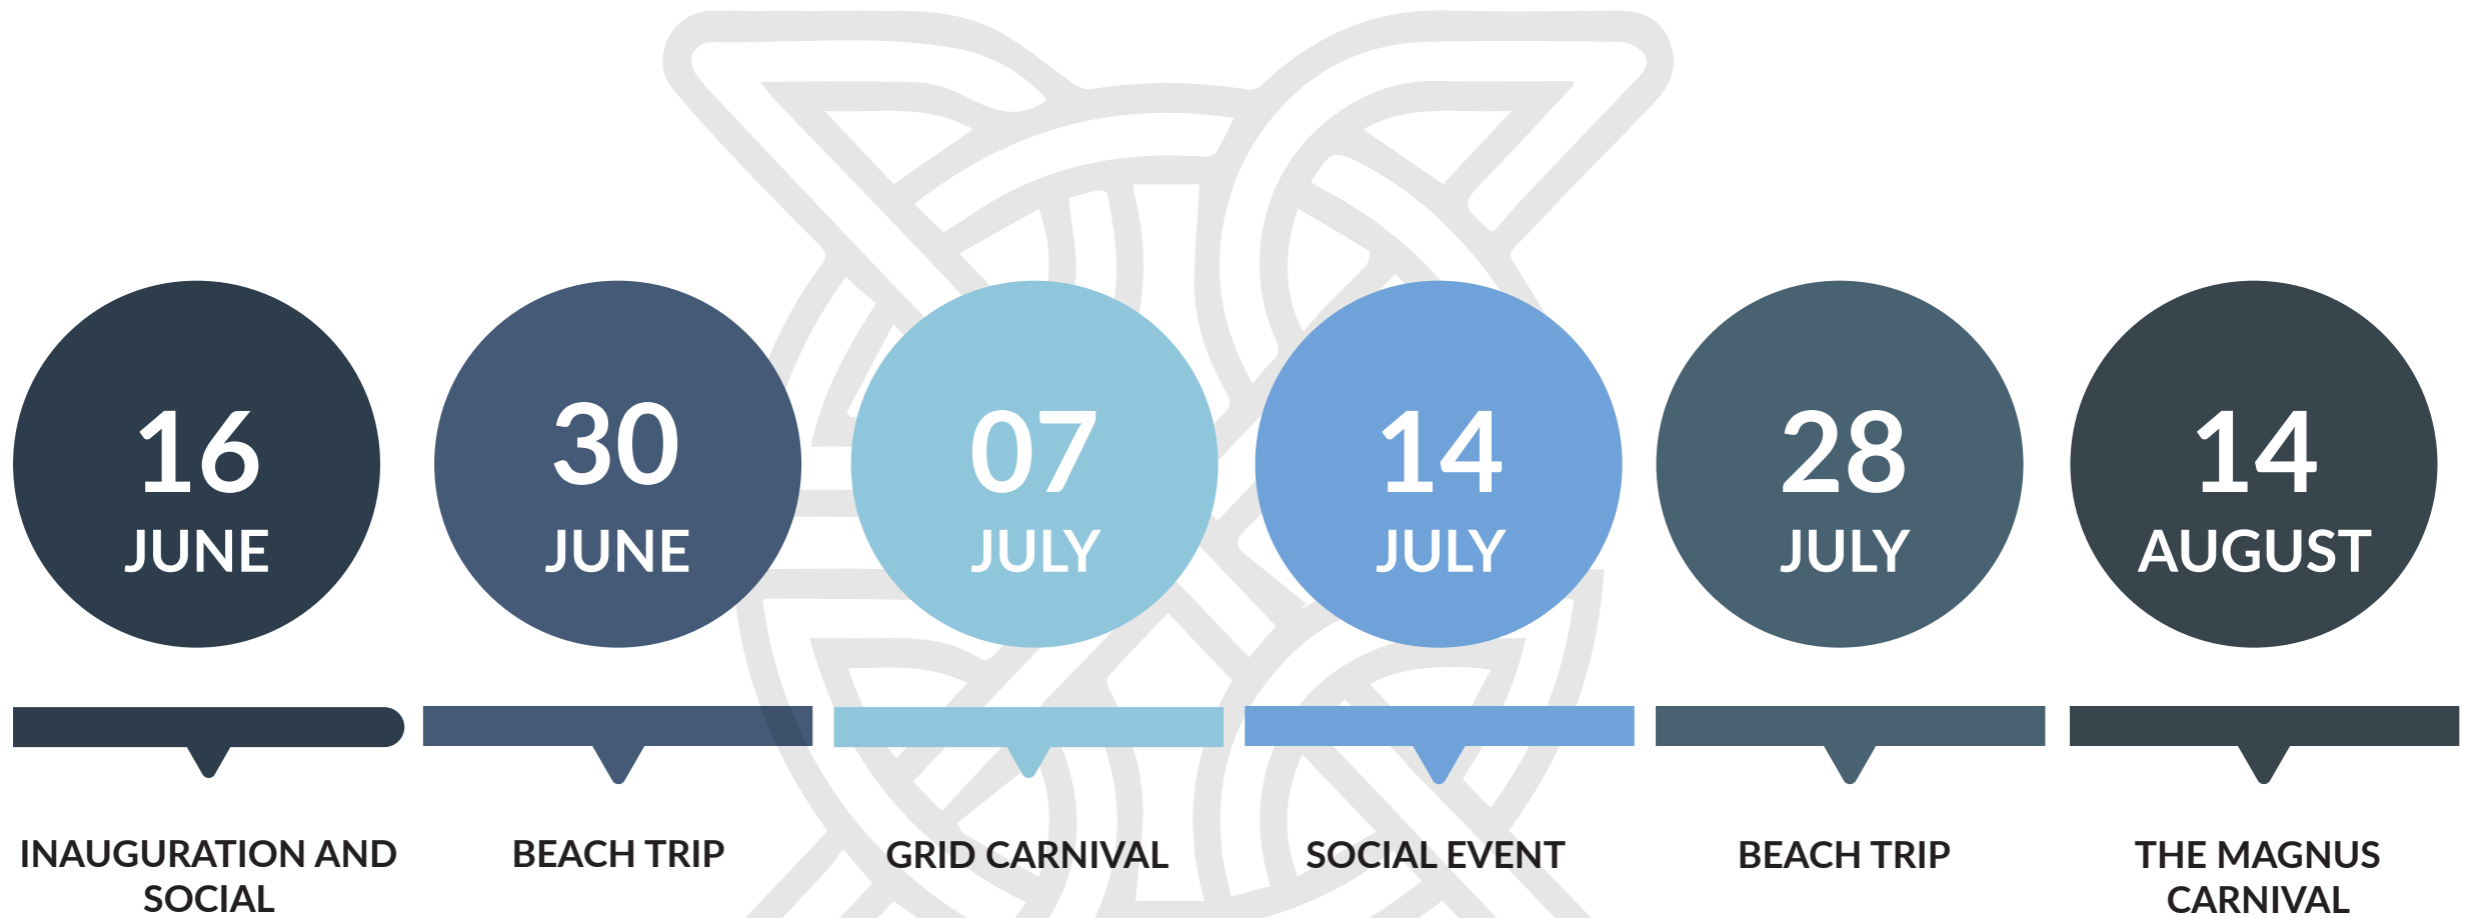 16
JUNE
INAUGURATION AND
SOCIAL
30
JUNE
BEACH TRIP
07
JULY
GRID CARNIVAL
14
JULY
SOCIAL EVENT
28
JULY
BEACH TRIP
14
AUGUST
THE MAGNUS
CARNIVAL